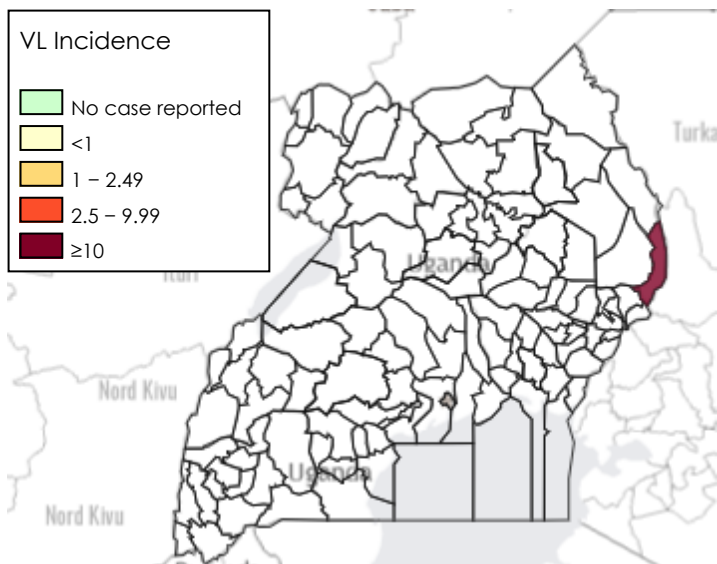 VL Incidence
No case reported
<1
1 – 2.49
2.5 – 9.99
≥10
Turka
Uganda
Ituri
Nord Kivu
Uganda
Nord Kivu